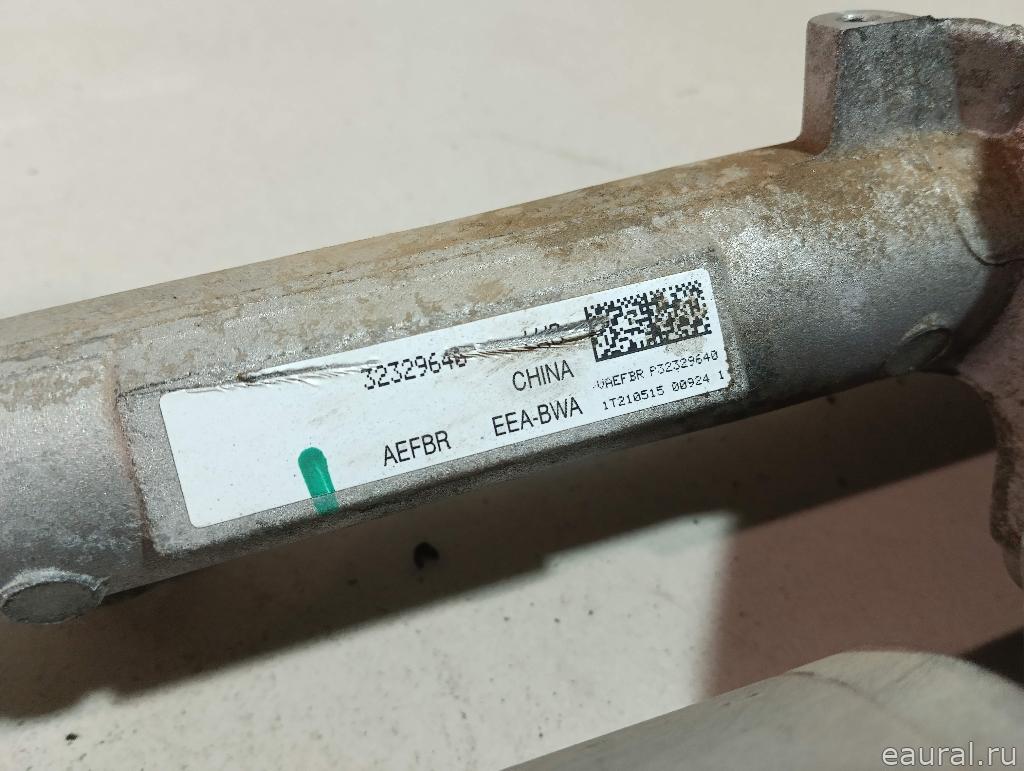 32329640
CHINA
AEFBR EEA-BWA
VAEFBR P32329640
1T210515 00924 1
eaural.ru